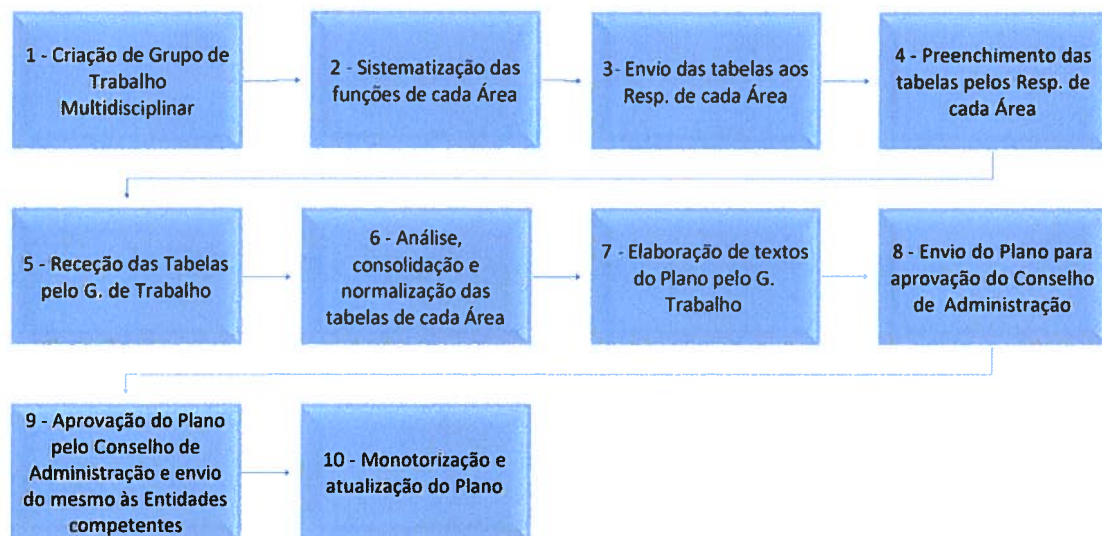 1 - Criação de Grupo de
Trabalho
Multidisciplinar
2 - Sistematização das
funções de cada Área
3- Envio das tabelas aos
Resp. de cada Área
4 - Preenchimento das
tabelas pelos Resp. de
cada Área
5 - Receção das Tabelas
pelo G. de Trabalho
6 - Análise,
consolidação e
normalização das
tabelas de cada Área
7 - Elaboração de textos
do Plano pelo G.
Trabalho
8 - Envio do Plano para
aprovação do Conselho
de Administração
9 - Aprovação do Plano
pelo Conselho de
Administração e envio
do mesmo às Entidades
competentes
10 - Monotorização e
atualização do Plano